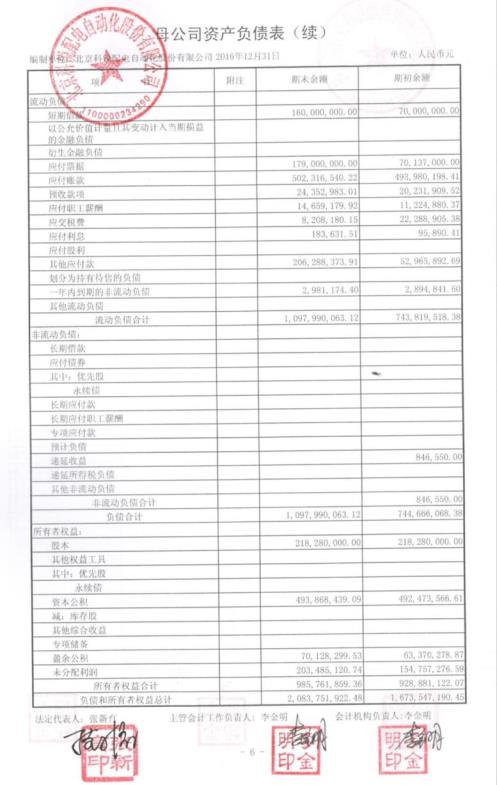 母公司资产负债表（续）
编制单位：北京科锐配电自动化股份有限公司 2016年12月31日 单位：人民币元
项 附注 期末余额 期初余额
流动负债：
短期借款 160,000,000.00 70,000,000.00
以公允价值计量且其变动计入当期损益
的金融负债
衍生金融负债
应付票据 179,000,000.00 70,137,000.00
应付账款 502,316,540.22 493,980,198.41
预收款项 24,352,983.01 20,231,909.52
应付职工薪酬 14,659,179.92 11,224,880.37
应交税费 8,208,180.15 22,288,905.38
应付利息 183,631.51 95,890.41
应付股利
其他应付款 206,288,373.91 52,965,892.69
划分为持有待售的负债
一年内到期的非流动负债 2,981,174.40 2,894,841.60
其他流动负债
流动负债合计 1,097,990,063.12 743,819,518.38
非流动负债：
长期借款
应付债券
其中：优先股
永续债
长期应付款
长期应付职工薪酬
专项应付款
预计负债
递延收益 846,550.00
递延所得税负债
其他非流动负债
非流动负债合计 846,550.00
负债合计 1,097,990,063.12 744,666,068.38
所有者权益：
股本 218,280,000.00 218,280,000.00
其他权益工具
其中：优先股
永续债
资本公积 493,868,439.09 492,473,566.61
减：库存股
其他综合收益
专项储备
盈余公积 70,128,299.53 63,370,278.87
未分配利润 203,485,120.74 154,757,276.59
所有者权益合计 985,761,859.36 928,881,122.07
负债和所有者权益总计 2,083,751,922.48 1,673,547,190.45
法定代表人：张新育 主管会计工作负责人：李金明 会计机构负责人：李金明
- 6 -
1100000234290